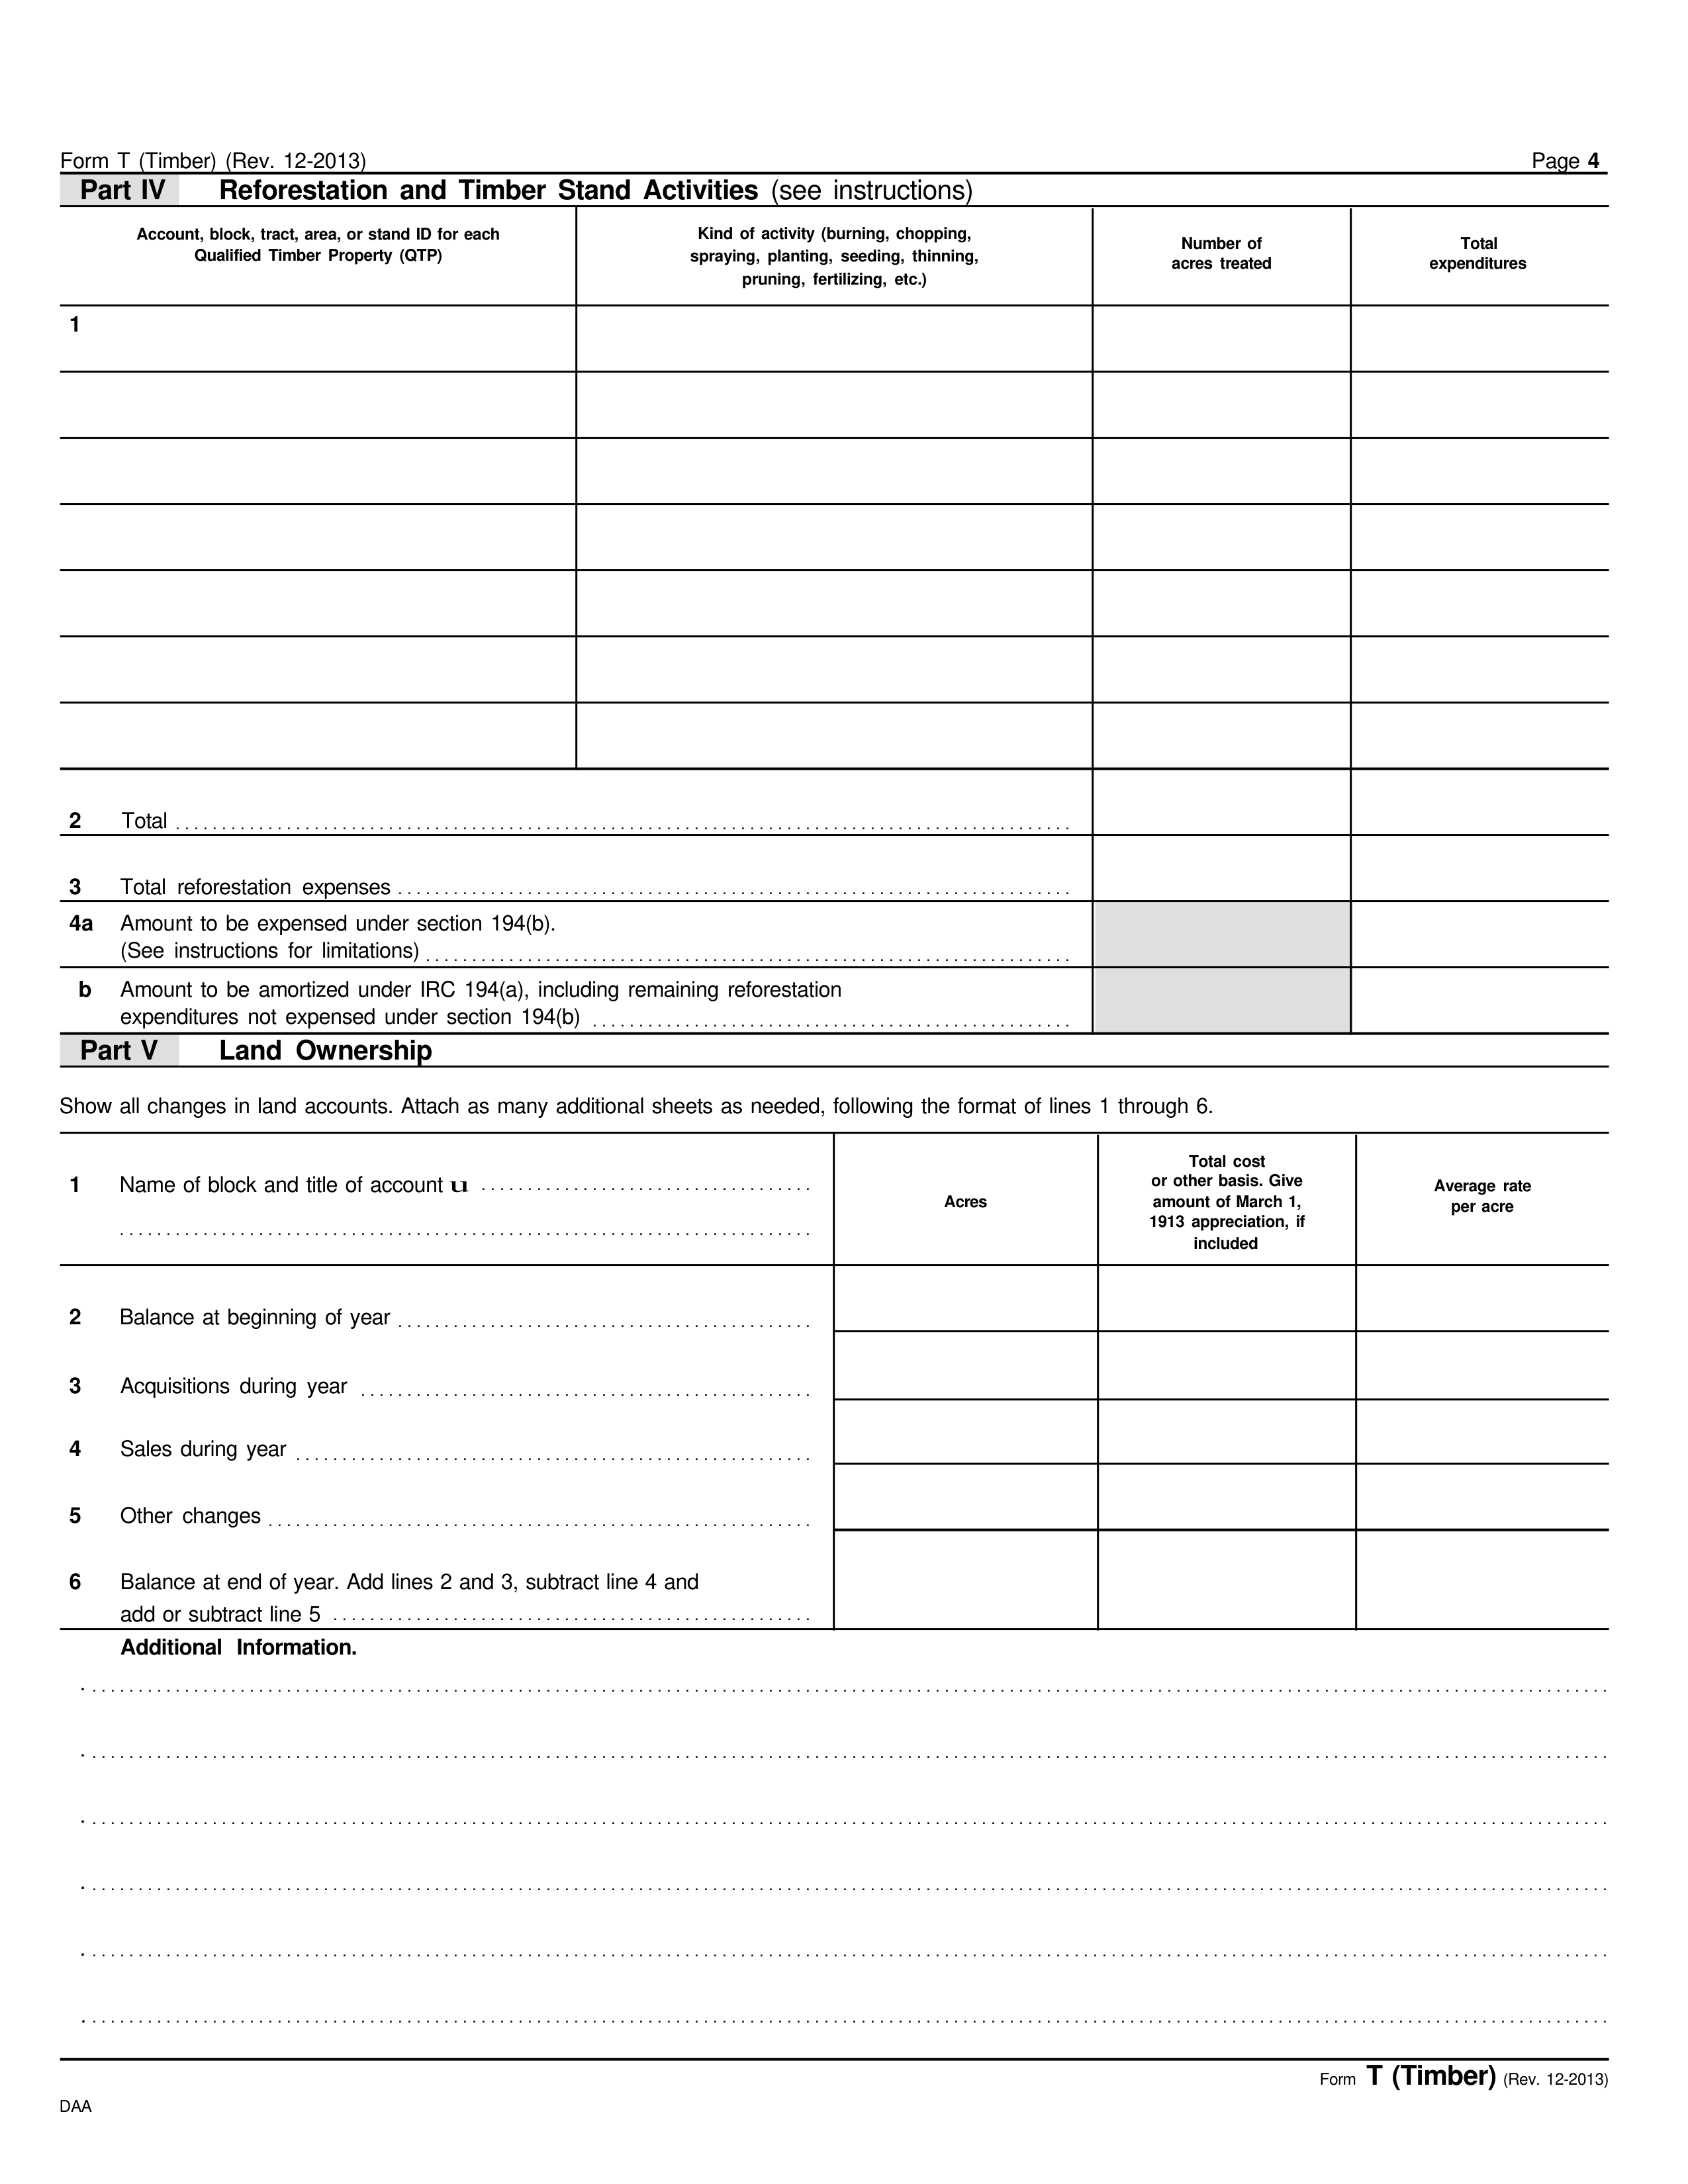 Form T (Timber) (Rev. 12-2013) Page 4
Part IV Reforestation and Timber Stand Activities (see instructions)
Account, block, tract, area, or stand ID for each
Qualified Timber Property (QTP)
Kind of activity (burning, chopping,
spraying, planting, seeding, thinning,
pruning, fertilizing, etc.)
Number of
acres treated
Total
expenditures
1
2 Total
3 Total reforestation expenses
4a Amount to be expensed under section 194(b).
(See instructions for limitations)
b Amount to be amortized under IRC 194(a), including remaining reforestation
expenditures not expensed under section 194(b)
Part V Land Ownership
Show all changes in land accounts. Attach as many additional sheets as needed, following the format of lines 1 through 6.
1 Name of block and title of account u
Acres
Total cost
or other basis. Give
amount of March 1,
1913 appreciation, if
included
Average rate
per acre
2 Balance at beginning of year
3 Acquisitions during year
4 Sales during year
5 Other changes
6 Balance at end of year. Add lines 2 and 3, subtract line 4 and
add or subtract line 5
Additional Information.
Form T (Timber) (Rev. 12-2013)
DAA